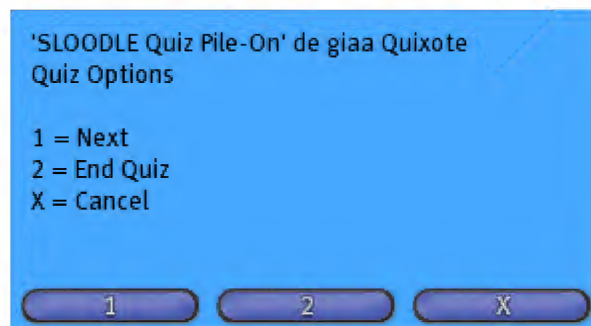 'SLOODLE Quiz Pile-On' de giaa Quixote
Quiz Options
1 = Next
2 = End Quiz
X = Cancel
1 2 X